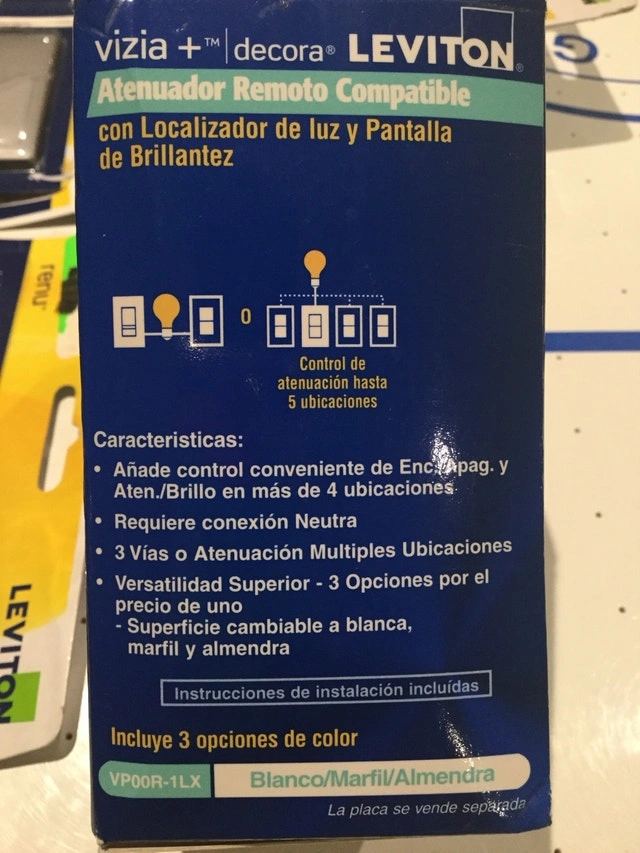 vizia +™ decora® LEVITON®
Atenuador Remoto Compatible
con Localizador de luz y Pantalla
de Brillantez
o
Control de
atenuación hasta
5 ubicaciones
Caracteristicas:
• Añade control conveniente de Enc./Apag. y
Aten./Brillo en más de 4 ubicaciones
• Requiere conexión Neutra
• 3 Vías o Atenuación Multiples Ubicaciones
• Versatilidad Superior - 3 Opciones por el
precio de uno
- Superficie cambiable a blanca,
marfil y almendra
Instrucciones de instalación incluídas
Incluye 3 opciones de color
VP00R-1LX Blanco/Marfil/Almendra
La placa se vende separada
renu
LEVITON